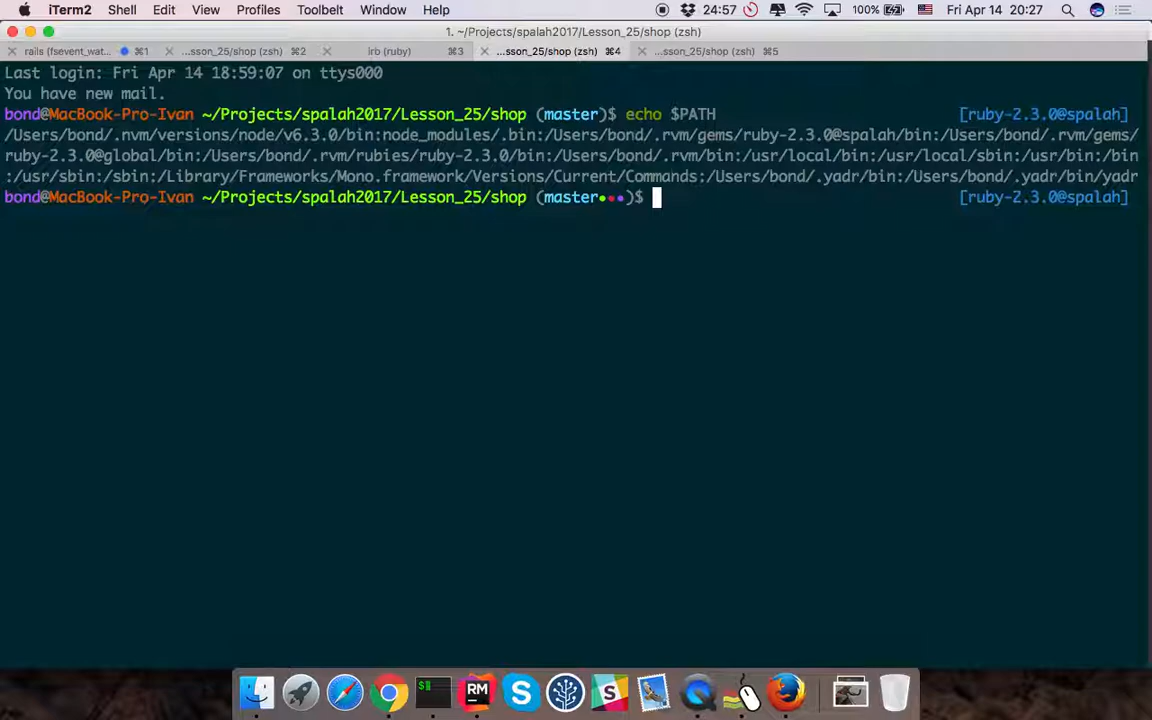 iTerm2 Shell Edit View Profiles Toolbelt Window Help 24:57 100% Fri Apr 14 20:27
1. ~/Projects/spalah2017/Lesson_25/shop (zsh)
rails (fsevent_wat... ⌘1 ...sson_25/shop (zsh) ⌘2 irb (ruby) ⌘3 ...sson_25/shop (zsh) ⌘4 ...sson_25/shop (zsh) ⌘5
Last login: Fri Apr 14 18:59:07 on ttys000
You have new mail.
bond@MacBook-Pro-Ivan ~/Projects/spalah2017/Lesson_25/shop (master)$ echo $PATH [ruby-2.3.0@spalah]
/Users/bond/.nvm/versions/node/v6.3.0/bin:node_modules/.bin:/Users/bond/.rvm/gems/ruby-2.3.0@spalah/bin:/Users/bond/.rvm/gems/
ruby-2.3.0@global/bin:/Users/bond/.rvm/rubies/ruby-2.3.0/bin:/Users/bond/.rvm/bin:/usr/local/bin:/usr/local/sbin:/usr/bin:/bin
:/usr/sbin:/sbin:/Library/Frameworks/Mono.framework/Versions/Current/Commands:/Users/bond/.yadr/bin:/Users/bond/.yadr/bin/yadr
bond@MacBook-Pro-Ivan ~/Projects/spalah2017/Lesson_25/shop (master●●●)$ [ruby-2.3.0@spalah]
$
RM
S